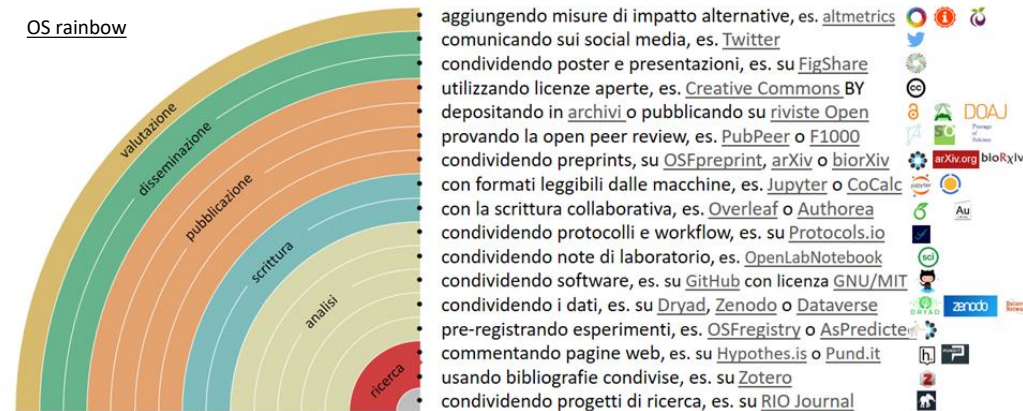 OS rainbow
aggiungendo misure di impatto alternative, es. altmetrics
comunicando sui social media, es. Twitter
condividendo poster e presentazioni, es. su FigShare
utilizzando licenze aperte, es. Creative Commons BY
depositando in archivi o pubblicando su riviste Open
DOAJ
provando la open peer review, es. PubPeer o F1000
condividendo preprints, su OSFpreprint, arXiv o biorXiv
arXiv.org bioRχiv
con formati leggibili dalle macchine, es. Jupyter o CoCalc
jupyter
con la scrittura collaborativa, es. Overleaf o Authorea
Au
condividendo protocolli e workflow, es. su Protocols.io
condividendo note di laboratorio, es. OpenLabNotebook
sci
condividendo software, es. su GitHub con licenza GNU/MIT
condividendo i dati, es. su Dryad, Zenodo o Dataverse
DRYAD
zenodo
pre-registrando esperimenti, es. OSFregistry o AsPredicted
commentando pagine web, es. su Hypothes.is o Pund.it
h.
usando bibliografie condivise, es. su Zotero
Z
condividendo progetti di ricerca, es. su RIO Journal
valutazione
disseminazione
pubblicazione
scrittura
analisi
ricerca
cc